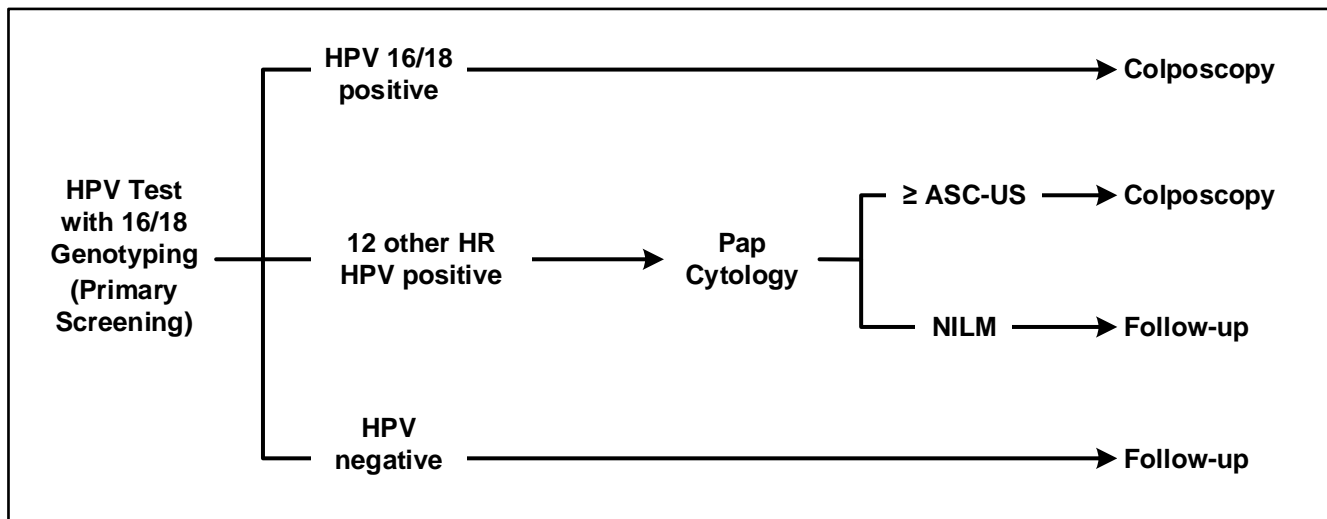 HPV 16/18
positive
Colposcopy
HPV Test
with 16/18
Genotyping
(Primary
Screening)
12 other HR
HPV positive
Pap
Cytology
≥ ASC-US
Colposcopy
NILM
Follow-up
HPV
negative
Follow-up